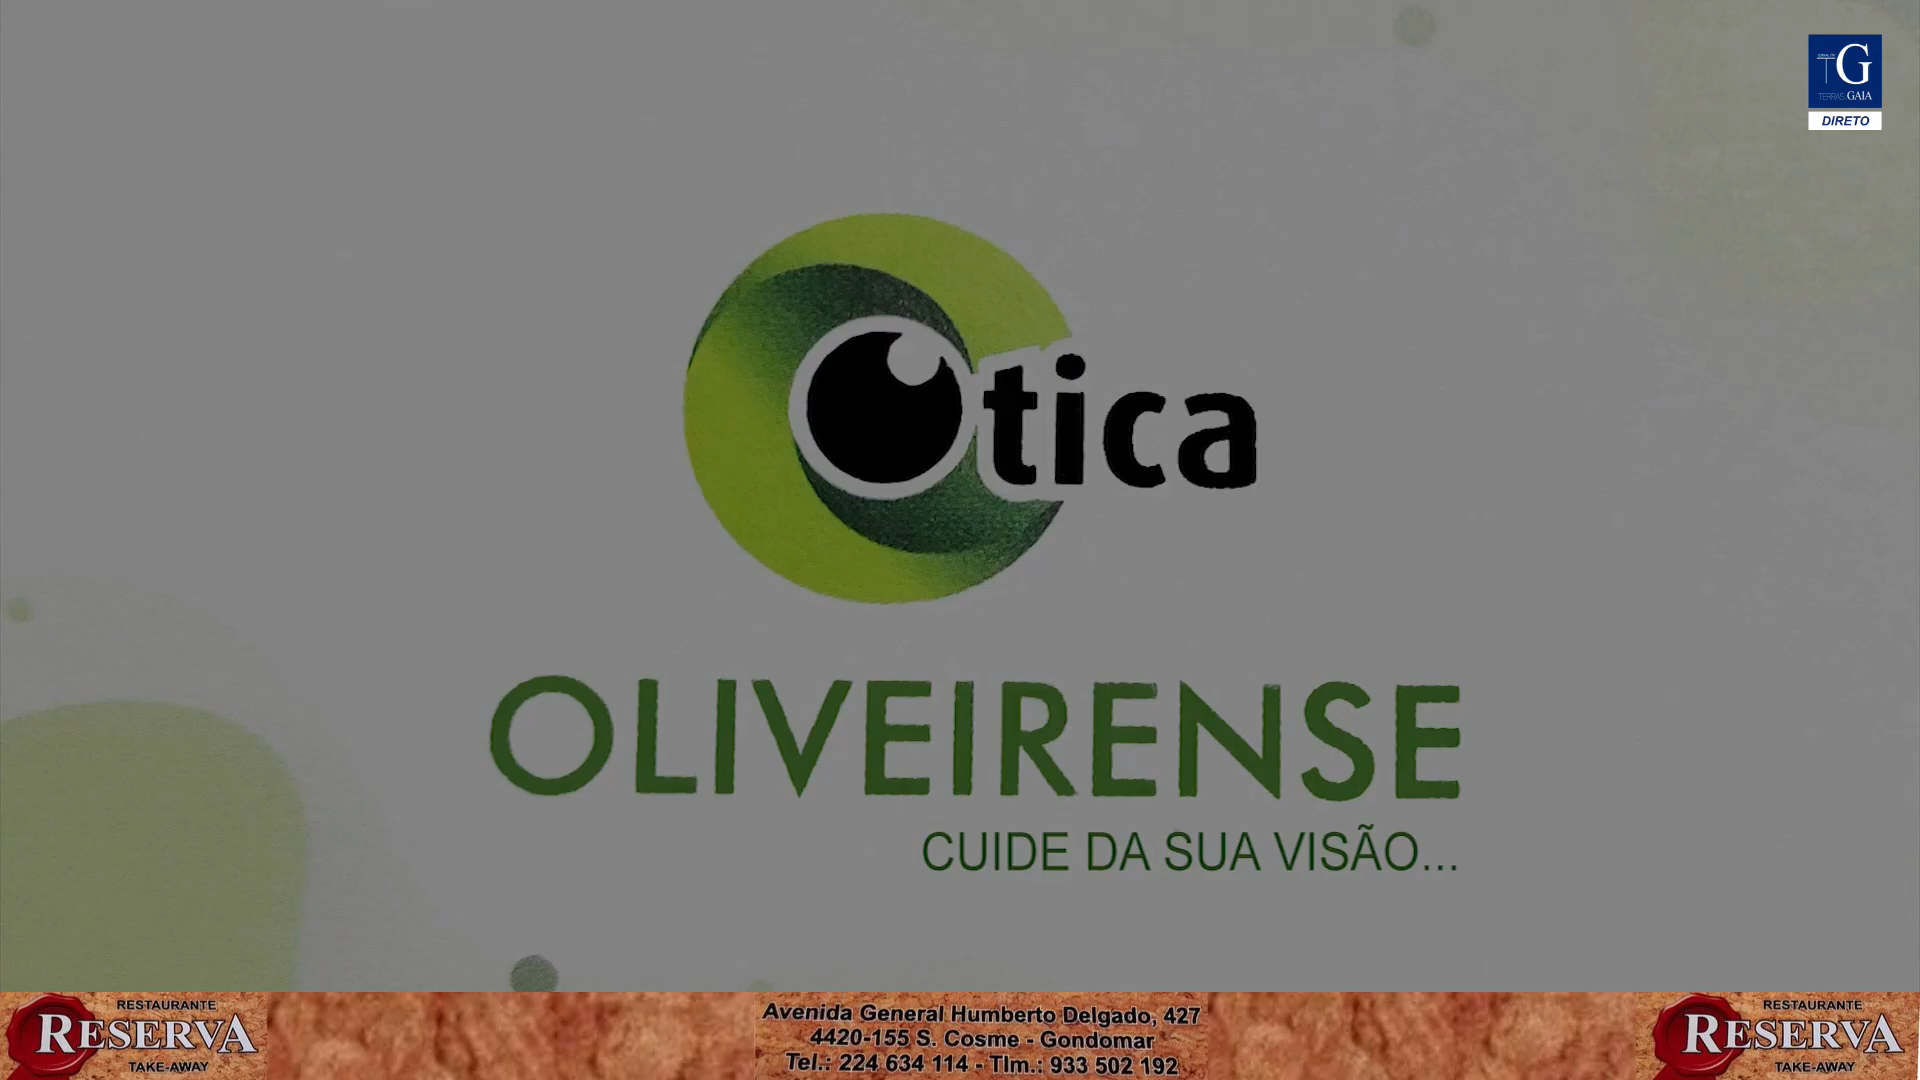 G
TERRAS GAIA
DIRETO
Otica
OLIVEIRENSE
CUIDE DA SUA VISÃO...
RESTAURANTE
RESERVA
TAKE-AWAY
Avenida General Humberto Delgado, 427
4420-155 S. Cosme - Gondomar
Tel.: 224 634 114 - Tlm.: 933 502 192
RESTAURANTE
RESERVA
TAKE-AWAY